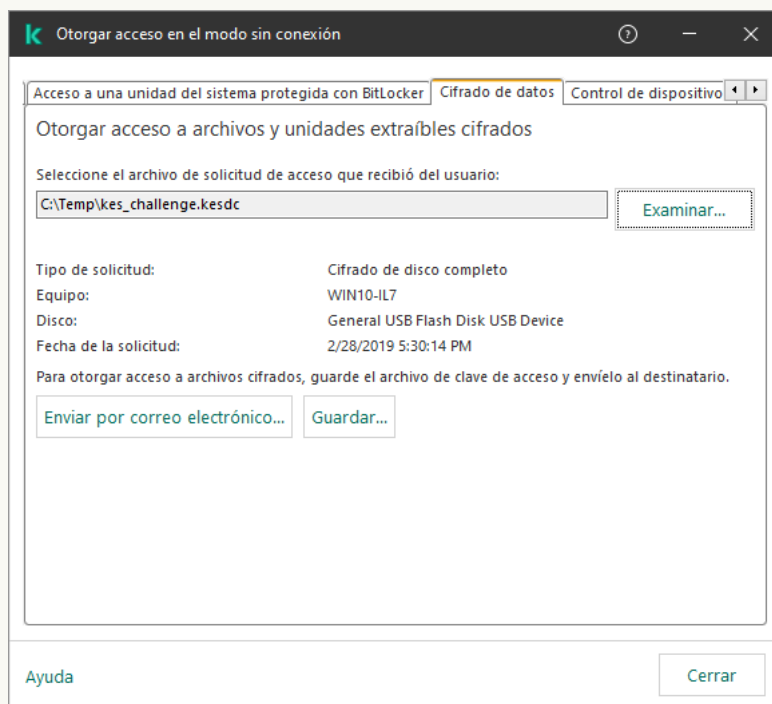 Otorgar acceso en el modo sin conexión
Acceso a una unidad del sistema protegida con BitLocker Cifrado de datos Control de dispositivo
Otorgar acceso a archivos y unidades extraíbles cifrados
Seleccione el archivo de solicitud de acceso que recibió del usuario:
C:\Temp\kes_challenge.kesdc Examinar...
Tipo de solicitud: Cifrado de disco completo
Equipo: WIN10-IL7
Disco: General USB Flash Disk USB Device
Fecha de la solicitud: 2/28/2019 5:30:14 PM
Para otorgar acceso a archivos cifrados, guarde el archivo de clave de acceso y envíelo al destinatario.
Enviar por correo electrónico... Guardar...
Ayuda Cerrar